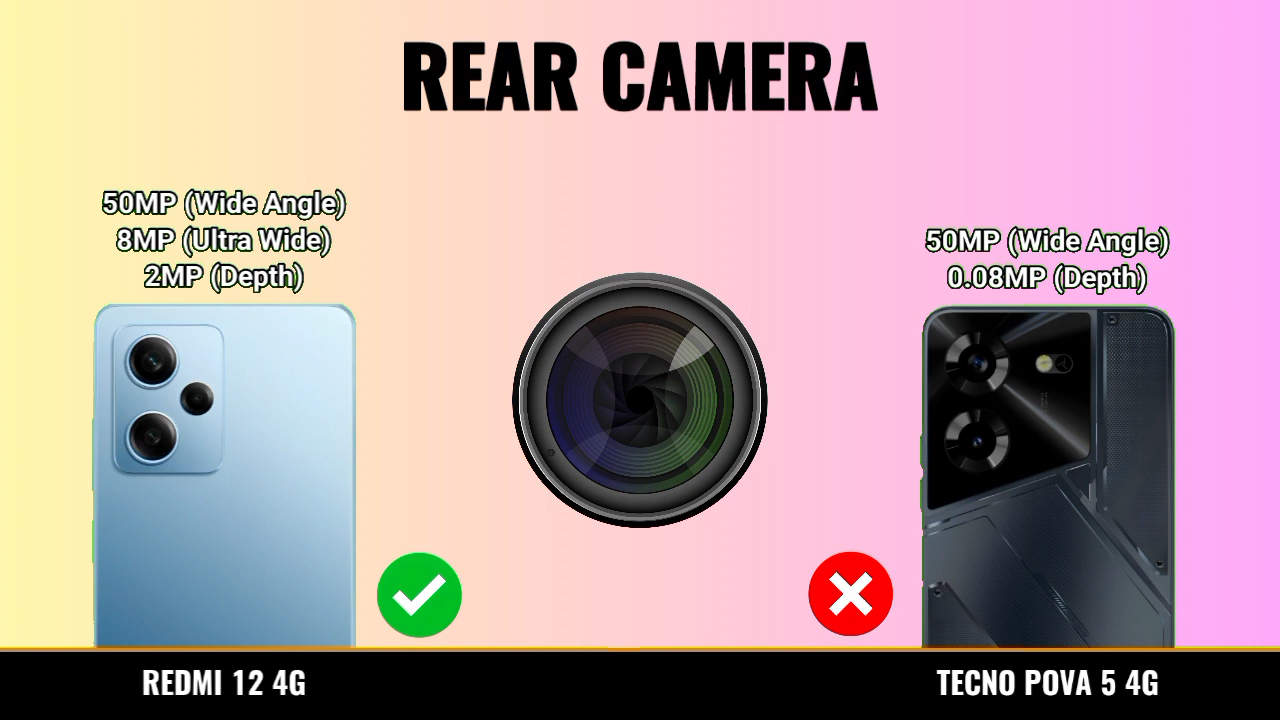 REAR CAMERA
50MP (Wide Angle)
8MP (Ultra Wide)
2MP (Depth)
50MP (Wide Angle)
0.08MP (Depth)
REDMI 12 4G
TECNO POVA 5 4G